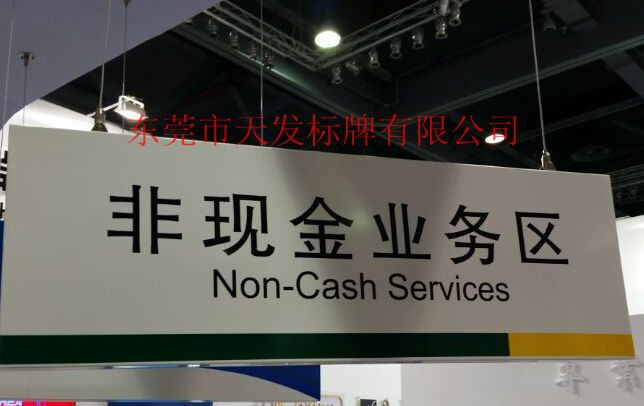 东莞市天发标牌有限公司
非现金业务区
Non-Cash Services